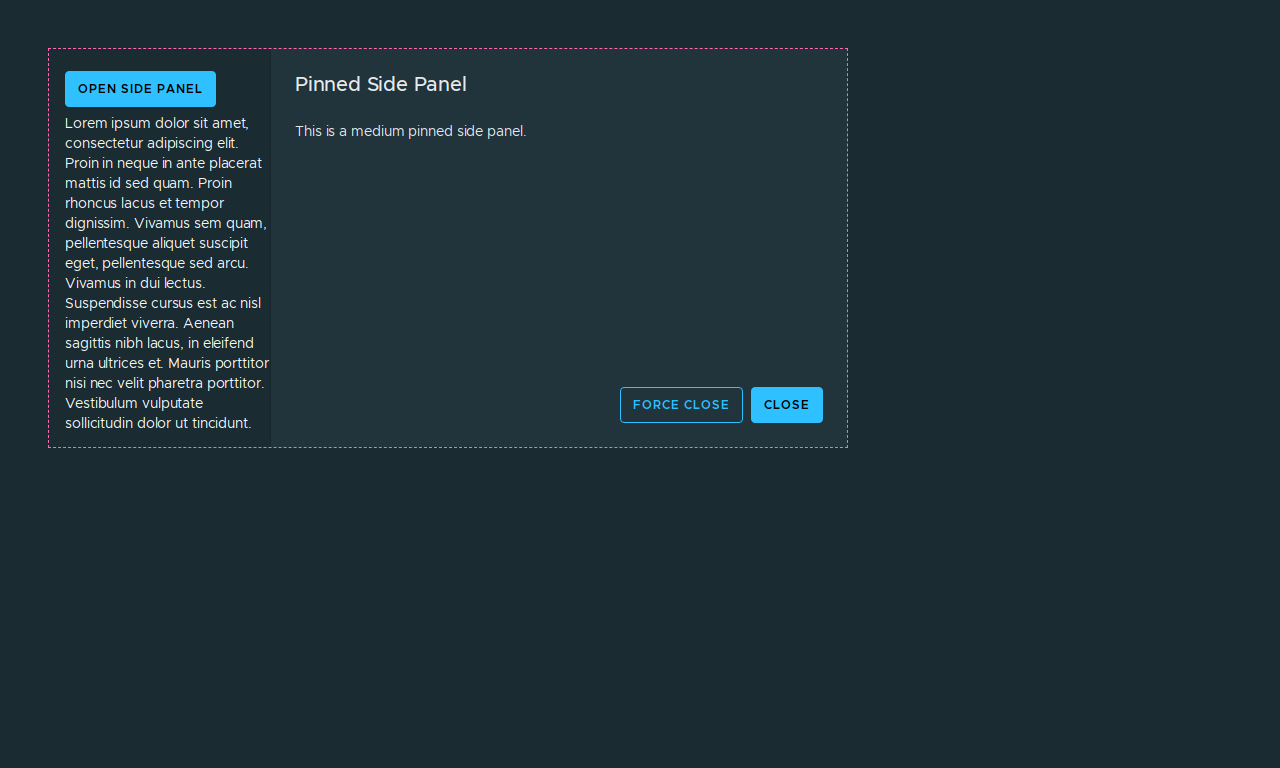 OPEN SIDE PANEL
Lorem ipsum dolor sit amet,
consectetur adipiscing elit.
Proin in neque in ante placerat
mattis id sed quam. Proin
rhoncus lacus et tempor
dignissim. Vivamus sem quam,
pellentesque aliquet suscipit
eget, pellentesque sed arcu.
Vivamus in dui lectus.
Suspendisse cursus est ac nisl
imperdiet viverra. Aenean
sagittis nibh lacus, in eleifend
urna ultrices et. Mauris porttitor
nisi nec velit pharetra porttitor.
Vestibulum vulputate
sollicitudin dolor ut tincidunt.
Pinned Side Panel
This is a medium pinned side panel.
FORCE CLOSE
CLOSE